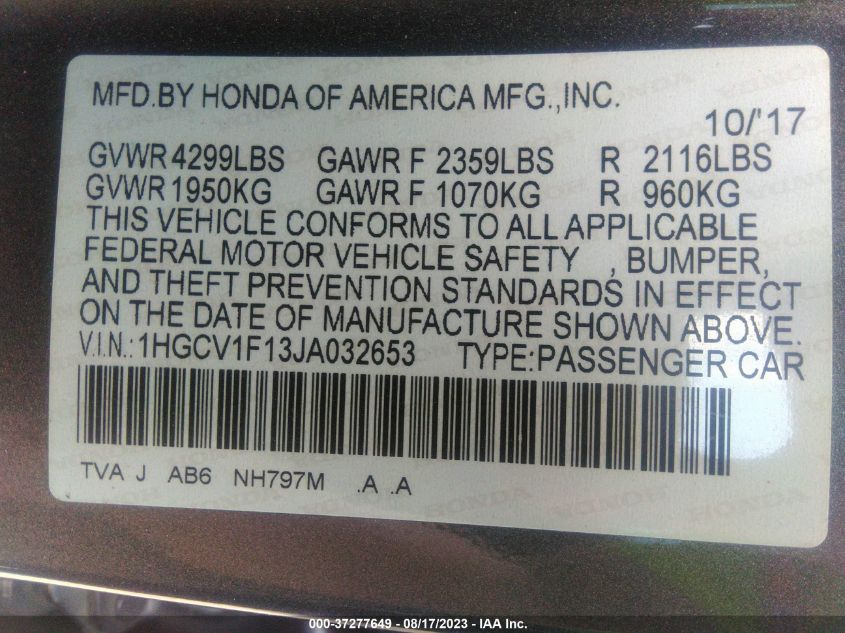 MFD.BY HONDA OF AMERICA MFG.,INC.
10/'17
GVWR 4299LBS GAWR F 2359LBS R 2116LBS
GVWR 1950KG GAWR F 1070KG R 960KG
THIS VEHICLE CONFORMS TO ALL APPLICABLE
FEDERAL MOTOR VEHICLE SAFETY , BUMPER,
AND THEFT PREVENTION STANDARDS IN EFFECT
ON THE DATE OF MANUFACTURE SHOWN ABOVE.
V.I.N.:1HGCV1F13JA032653 TYPE:PASSENGER CAR
TVA J AB6 NH797M .A .A
000-37277649 - 08/17/2023 - IAA Inc.